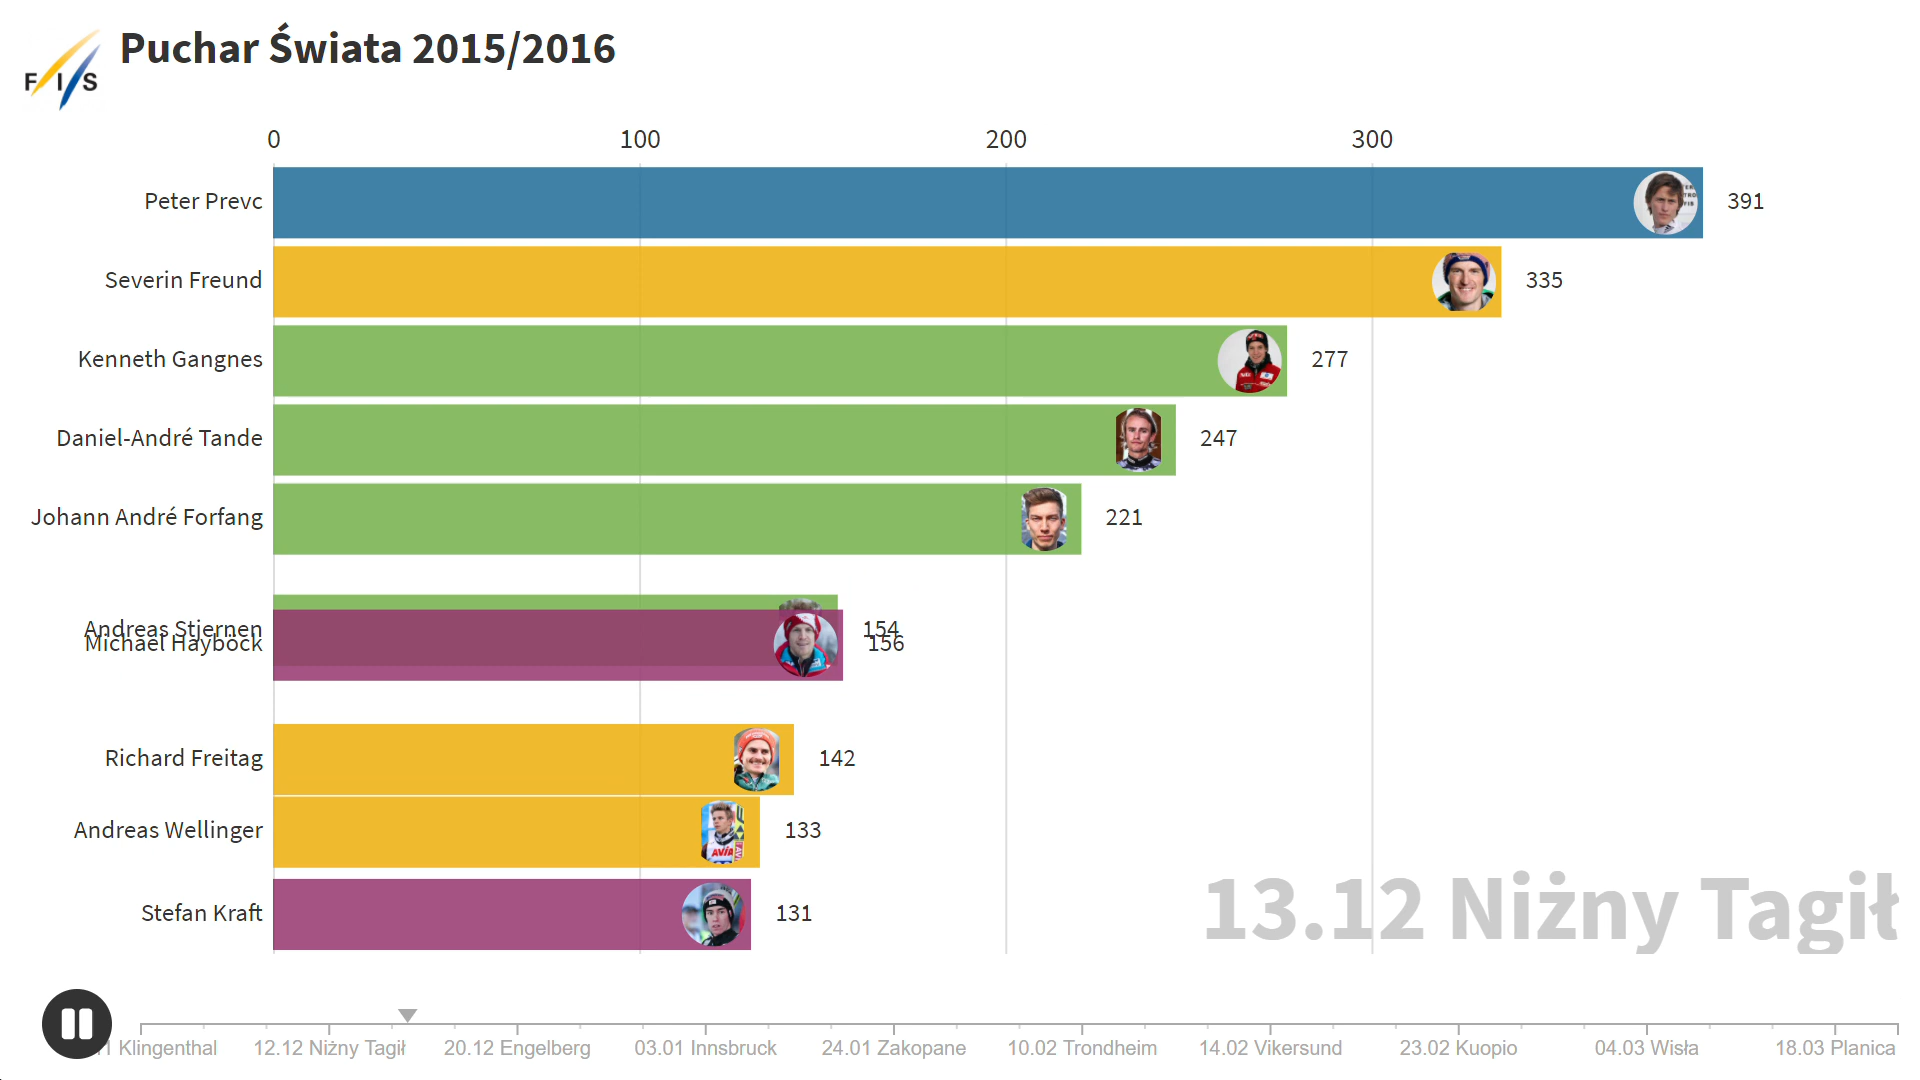 FIS
Puchar Świata 2015/2016
0 100 200 300
Peter Prevc 391
Severin Freund 335
Kenneth Gangnes 277
Daniel-André Tande 247
Johann André Forfang 221
Andreas Stjernen 154
Michael Hayböck 156
Richard Freitag 142
Andreas Wellinger 133
Stefan Kraft 131
13.12 Niżny Tagił
Klingenthal 12.12 Niżny Tagił 20.12 Engelberg 03.01 Innsbruck 24.01 Zakopane 10.02 Trondheim 14.02 Vikersund 23.02 Kuopio 04.03 Wisła 18.03 Planica